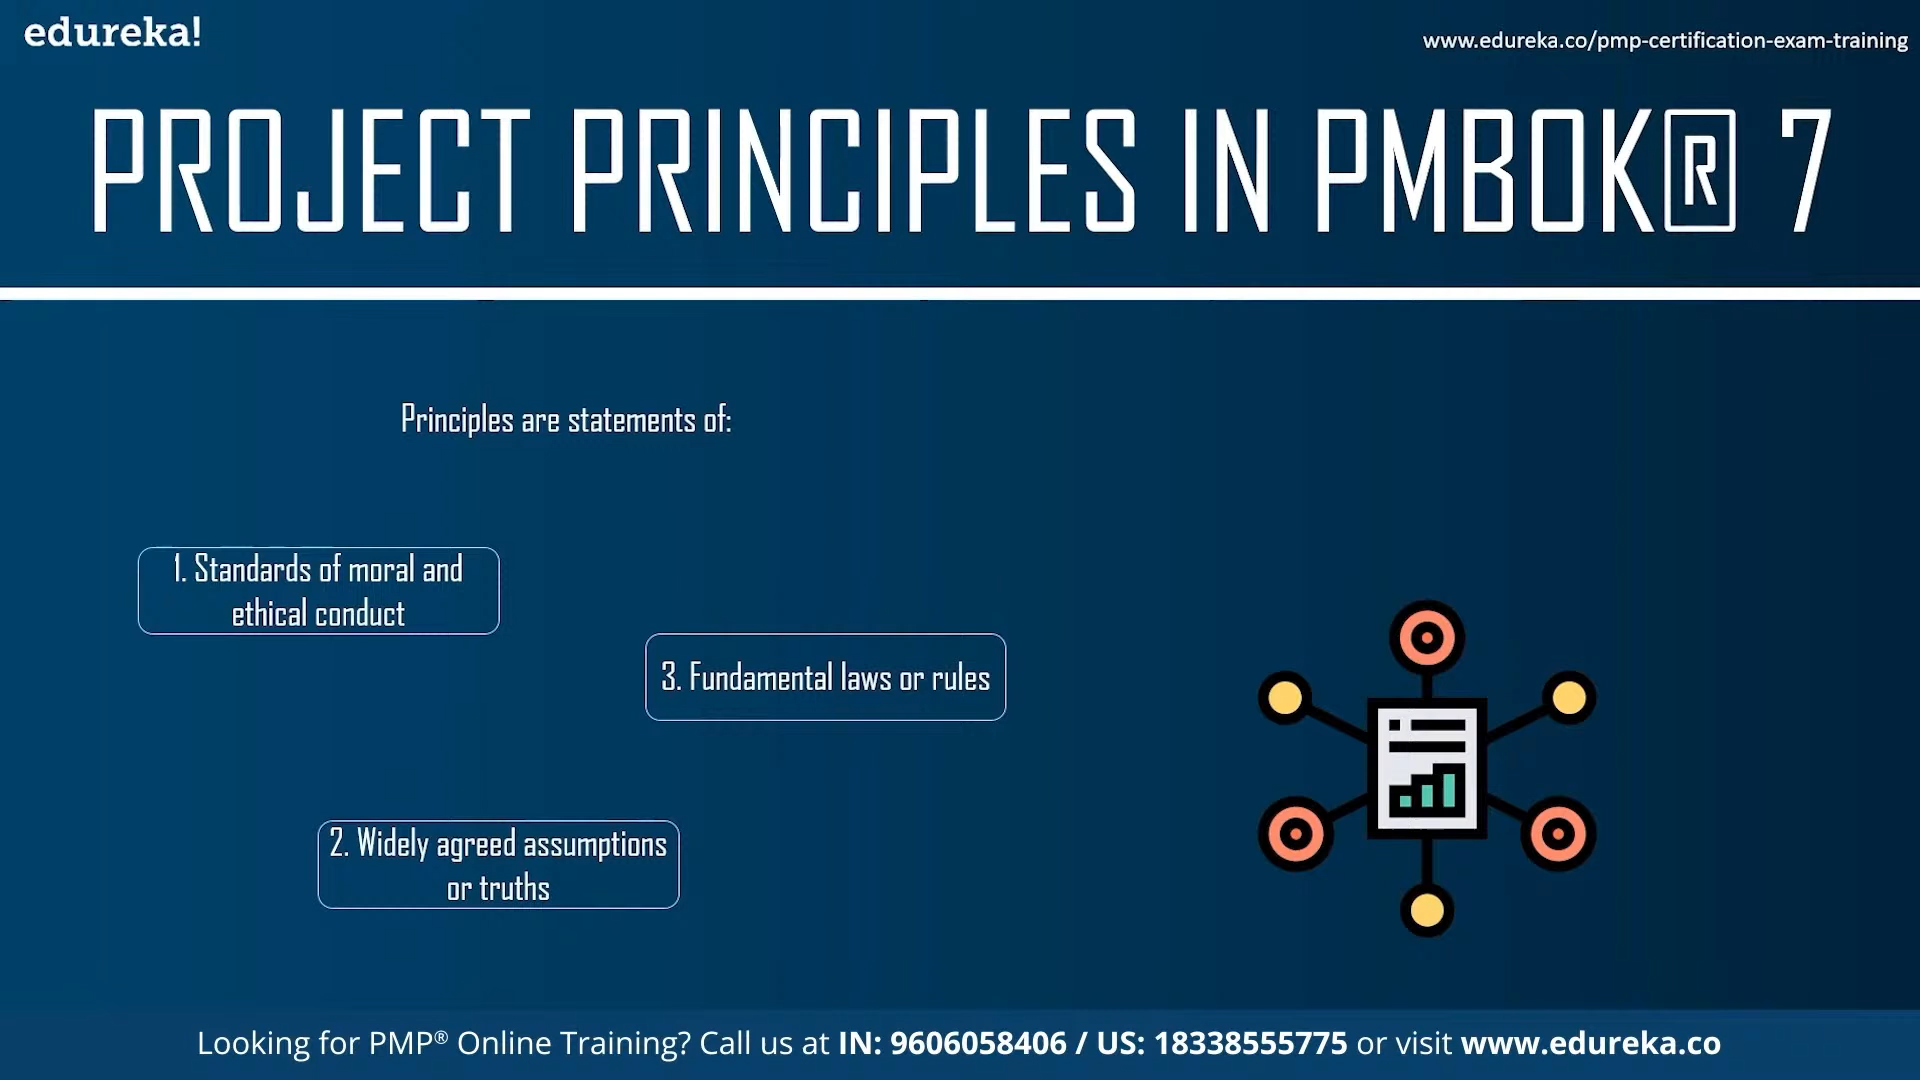 edureka!
www.edureka.co/pmp-certification-exam-training
PROJECT PRINCIPLES IN PMBOK® 7
Principles are statements of:
1. Standards of moral and
ethical conduct
3. Fundamental laws or rules
2. Widely agreed assumptions
or truths
Looking for PMP® Online Training? Call us at IN: 9606058406 / US: 18338555775 or visit www.edureka.co